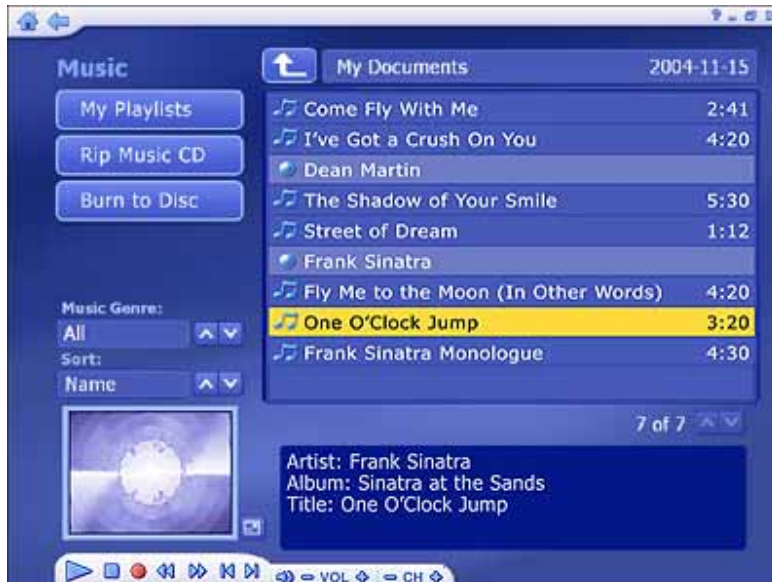 ?
Music
My Documents 2004-11-15
My Playlists
Rip Music CD
Burn to Disc
Come Fly With Me 2:41
I've Got a Crush On You 4:20
Dean Martin
The Shadow of Your Smile 5:30
Street of Dream 1:12
Frank Sinatra
Fly Me to the Moon (In Other Words) 4:20
One O'Clock Jump 3:20
Frank Sinatra Monologue 4:30
Music Genre:
All
Sort:
Name
7 of 7
Artist: Frank Sinatra
Album: Sinatra at the Sands
Title: One O'Clock Jump
VOL CH